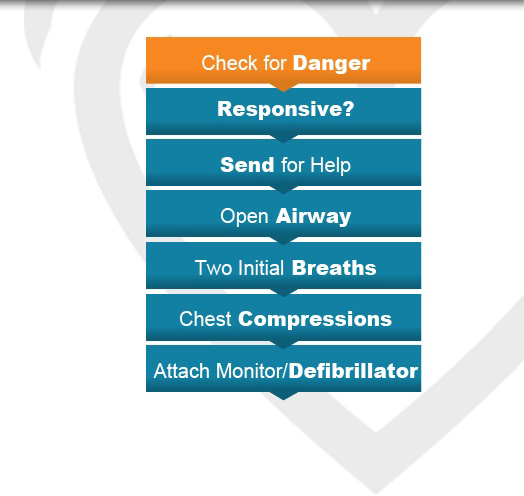 Check for Danger
Responsive?
Send for Help
Open Airway
Two Initial Breaths
Chest Compressions
Attach Monitor/Defibrillator